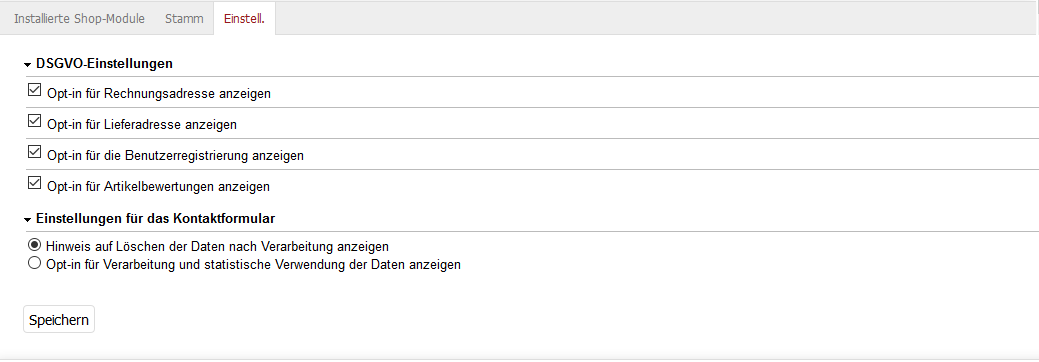 Installierte Shop-Module Stamm Einstell.
DSGVO-Einstellungen
Opt-in für Rechnungsadresse anzeigen
Opt-in für Lieferadresse anzeigen
Opt-in für die Benutzerregistrierung anzeigen
Opt-in für Artikelbewertungen anzeigen
Einstellungen für das Kontaktformular
Hinweis auf Löschen der Daten nach Verarbeitung anzeigen
Opt-in für Verarbeitung und statistische Verwendung der Daten anzeigen
Speichern